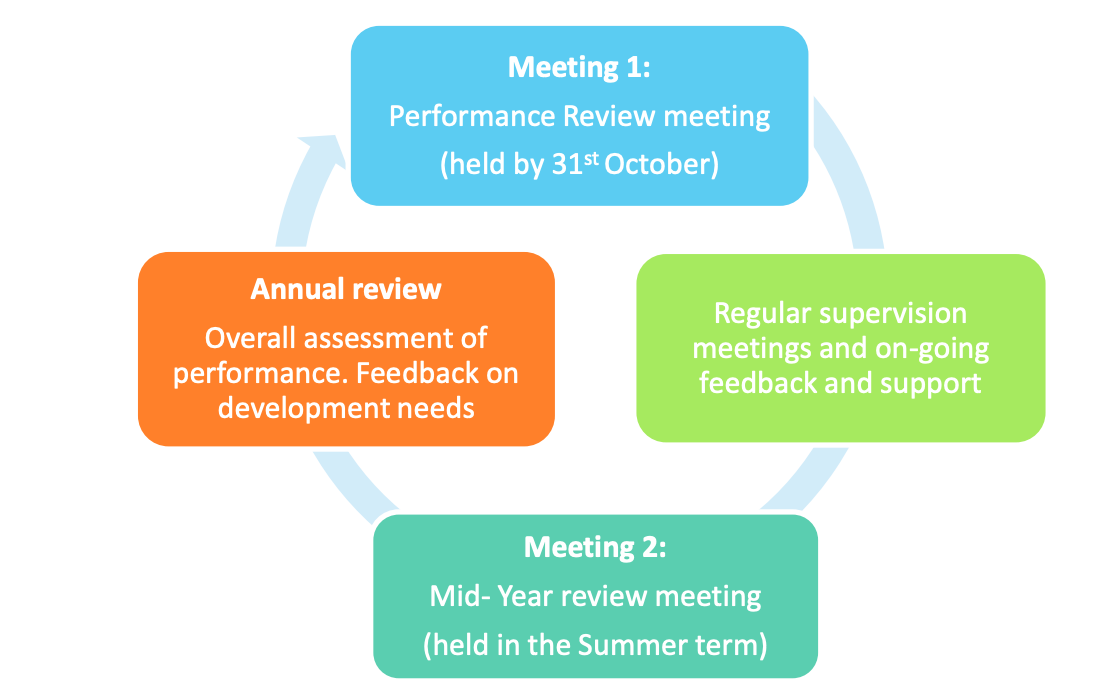 Meeting 1:
Performance Review meeting
(held by 31st October)
Annual review
Overall assessment of
performance. Feedback on
development needs
Regular supervision
meetings and on-going
feedback and support
Meeting 2:
Mid- Year review meeting
(held in the Summer term)